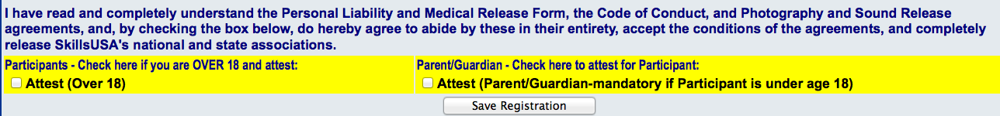 I have read and completely understand the Personal Liability and Medical Release Form, the Code of Conduct, and Photography and Sound Release
agreements, and, by checking the box below, do hereby agree to abide by these in their entirety, accept the conditions of the agreements, and completely
release SkillsUSA's national and state associations.
Participants - Check here if you are OVER 18 and attest:
Attest (Over 18)
Parent/Guardian - Check here to attest for Participant:
Attest (Parent/Guardian-mandatory if Participant is under age 18)
Save Registration